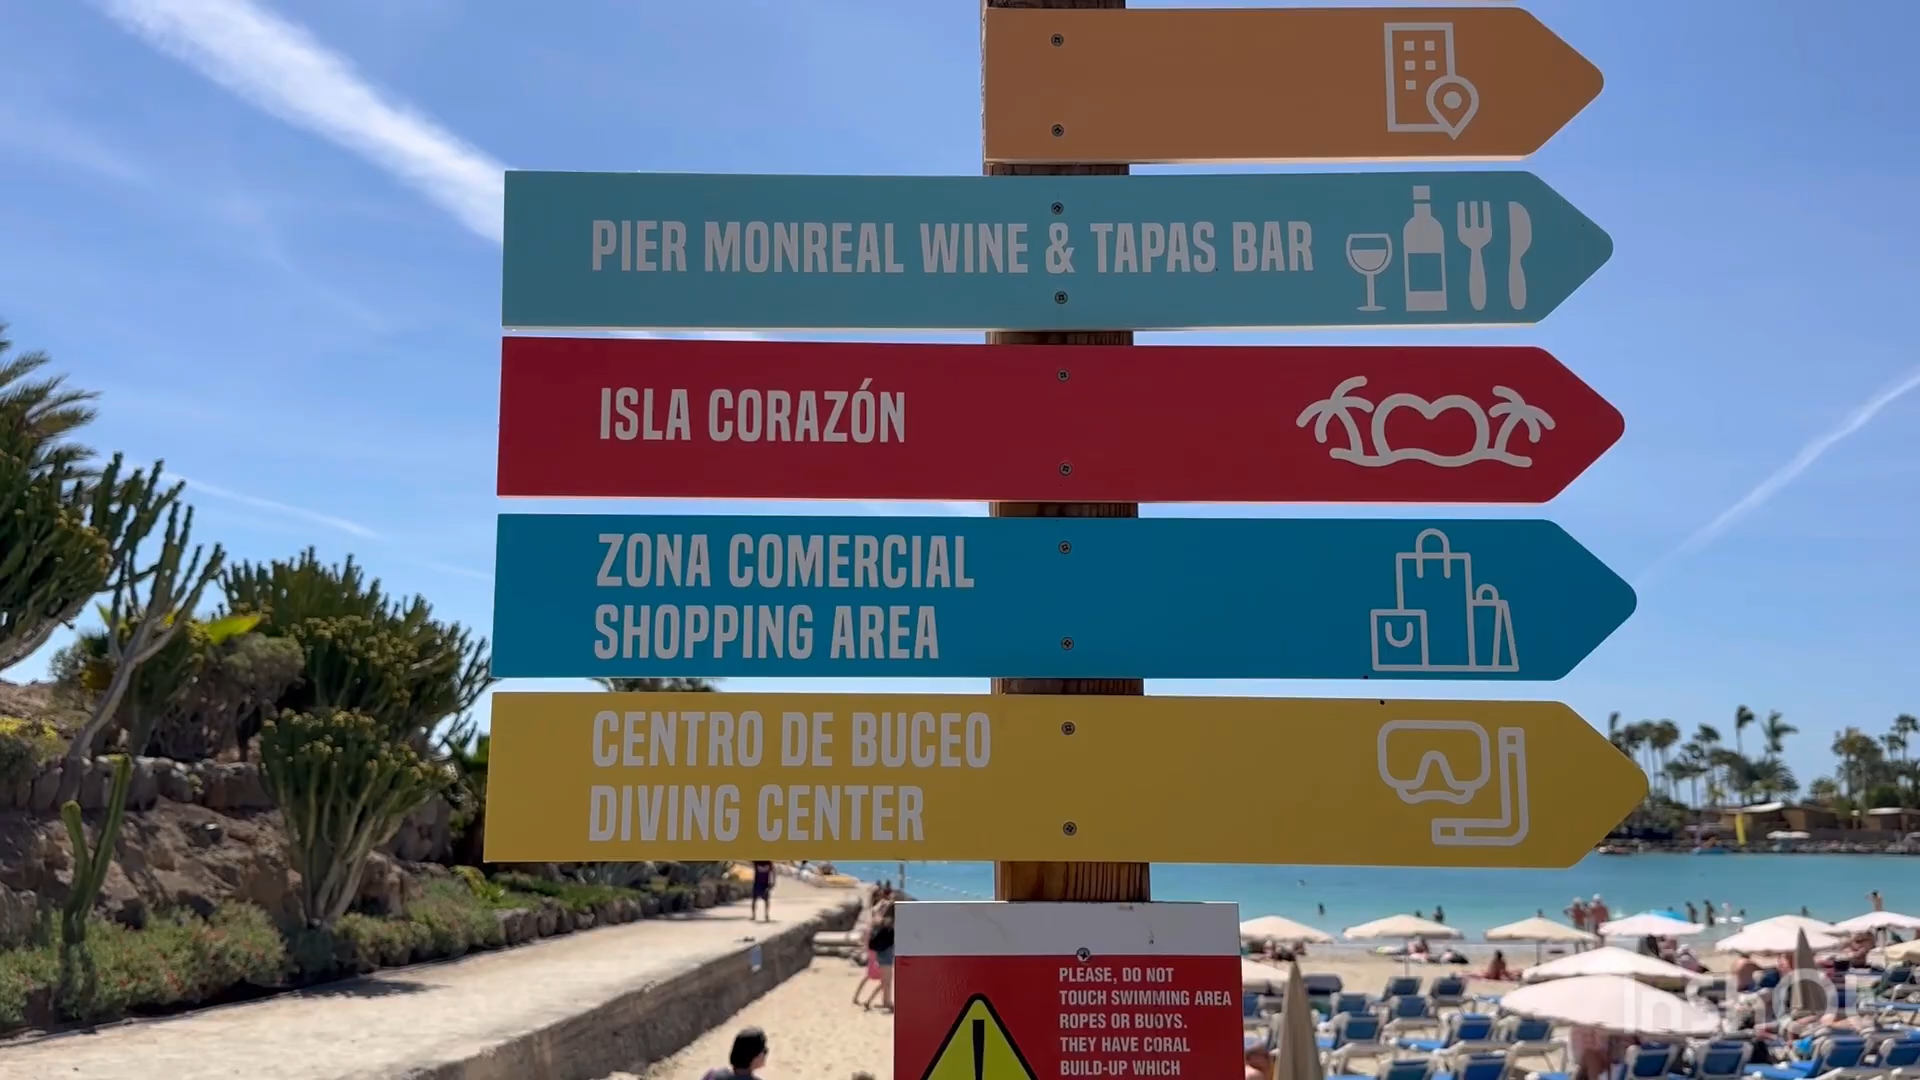 PIER MONREAL WINE & TAPAS BAR
ISLA CORAZÓN
ZONA COMERCIAL
SHOPPING AREA
CENTRO DE BUCEO
DIVING CENTER
PLEASE, DO NOT
TOUCH SWIMMING AREA
ROPES OR BUOYS.
THEY HAVE CORAL
BUILD-UP WHICH
InShOt